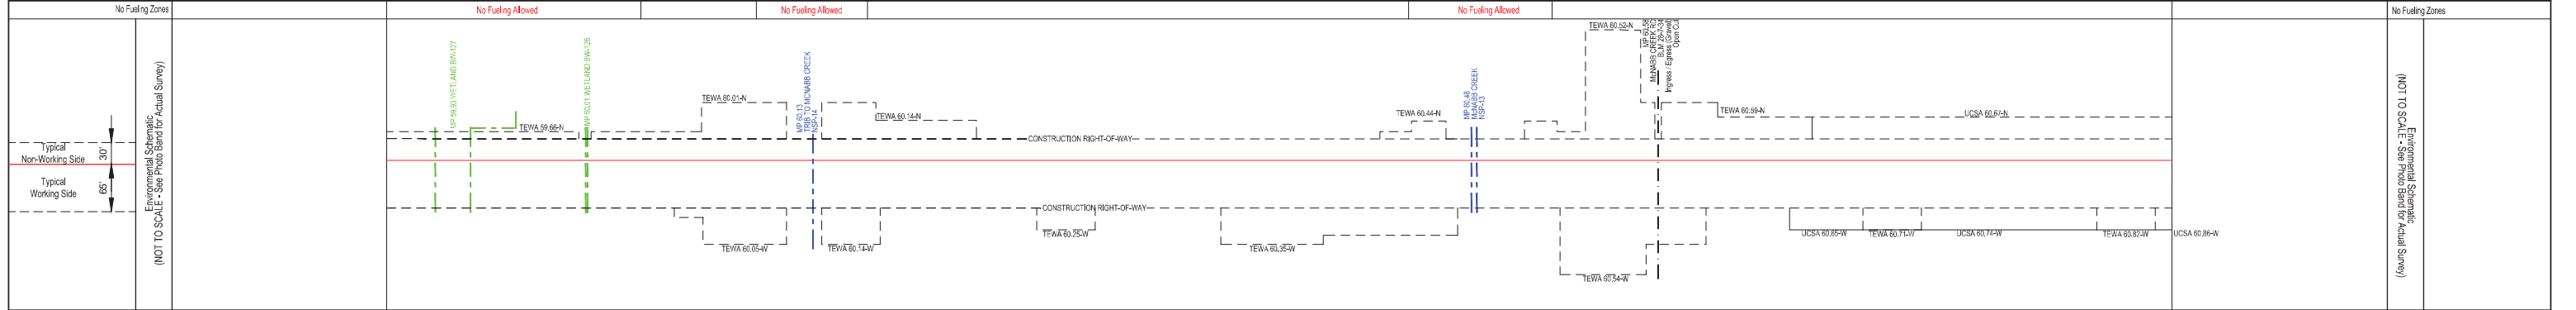 No Fueling Zones
No Fueling Allowed
No Fueling Allowed
No Fueling Allowed
No Fueling Zones
Typical
Non-Working Side
30'
Typical
Working Side
65'
Environmental Schematic
(NOT TO SCALE - See Photo Band for Actual Survey)
WETLAND BW-127
TEWA 59.66-N
MP 60.01 WETLAND BW-126
TEWA 60.01-N
MP 60.13
TRIB TO MCNABB CREEK
NSP-14
TEWA 60.14-N
CONSTRUCTION RIGHT-OF-WAY
TEWA 60.44-N
MP 60.48
McNABB CREEK
NSP-13
TEWA 60.52-N
MP 60.58
McNABB CREEK RD
BLM 29-7-34
Ingress / Egress (Gravel)
Open Cut
TEWA 60.59-N
UCSA 60.67-N
CONSTRUCTION RIGHT-OF-WAY
TEWA 60.05-W
TEWA 60.14-W
TEWA 60.25-W
TEWA 60.35-W
TEWA 60.54-W
UCSA 60.65-W
TEWA 60.71-W
UCSA 60.74-W
TEWA 60.82-W
UCSA 60.86-W
Environmental Schematic
(NOT TO SCALE - See Photo Band for Actual Survey)